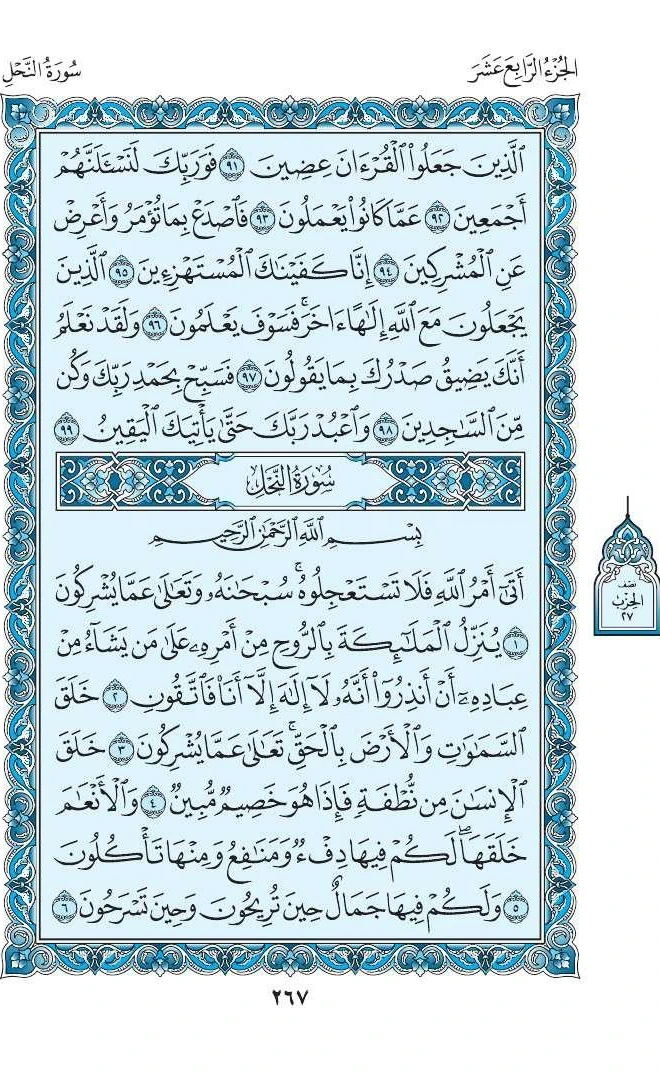 الجُزْءُ الرَّابِعَ عَشَرَ
سُورَةُ النَّحْلِ
ٱلَّذِينَ جَعَلُوا۟ ٱلْقُرْءَانَ عِضِينَ ٩١ فَوَرَبِّكَ لَنَسْـَٔلَنَّهُمْ
أَجْمَعِينَ ٩٢ عَمَّا كَانُوا۟ يَعْمَلُونَ ٩٣ فَٱصْدَعْ بِمَا تُؤْمَرُ وَأَعْرِضْ
عَنِ ٱلْمُشْرِكِينَ ٩٤ إِنَّا كَفَيْنَـٰكَ ٱلْمُسْتَهْزِءِينَ ٩٥ ٱلَّذِينَ
يَجْعَلُونَ مَعَ ٱللَّهِ إِلَـٰهًا ءَاخَرَ ۚ فَسَوْفَ يَعْلَمُونَ ٩٦ وَلَقَدْ نَعْلَمُ
أَنَّكَ يَضِيقُ صَدْرُكَ بِمَا يَقُولُونَ ٩٧ فَسَبِّحْ بِحَمْدِ رَبِّكَ وَكُن
مِّنَ ٱلسَّـٰجِدِينَ ٩٨ وَٱعْبُدْ رَبَّكَ حَتَّىٰ يَأْتِيَكَ ٱلْيَقِينُ ٩٩
سُورَةُ النَّحْلِ
بِسْمِ ٱللَّهِ ٱلرَّحْمَـٰنِ ٱلرَّحِيمِ
أَتَىٰٓ أَمْرُ ٱللَّهِ فَلَا تَسْتَعْجِلُوهُ ۚ سُبْحَـٰنَهُۥ وَتَعَـٰلَىٰ عَمَّا يُشْرِكُونَ
١ يُنَزِّلُ ٱلْمَلَـٰٓئِكَةَ بِٱلرُّوحِ مِنْ أَمْرِهِۦ عَلَىٰ مَن يَشَآءُ مِنْ
عِبَادِهِۦٓ أَنْ أَنذِرُوٓا۟ أَنَّهُۥ لَآ إِلَـٰهَ إِلَّآ أَنَا۠ فَٱتَّقُونِ ٢ خَلَقَ
ٱلسَّمَـٰوَٰتِ وَٱلْأَرْضَ بِٱلْحَقِّ ۚ تَعَـٰلَىٰ عَمَّا يُشْرِكُونَ ٣ خَلَقَ
ٱلْإِنسَـٰنَ مِن نُّطْفَةٍ فَإِذَا هُوَ خَصِيمٌ مُّبِينٌ ٤ وَٱلْأَنْعَـٰمَ
خَلَقَهَا ۗ لَكُمْ فِيهَا دِفْءٌ وَمَنَـٰفِعُ وَمِنْهَا تَأْكُلُونَ
٥ وَلَكُمْ فِيهَا جَمَالٌ حِينَ تُرِيحُونَ وَحِينَ تَسْرَحُونَ ٦
نصف
الحِزْب
٢٧
٢٦٧